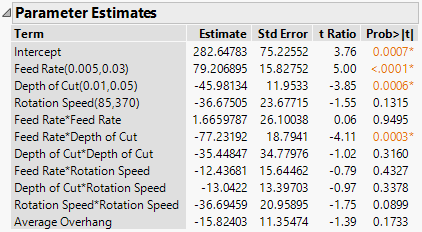 Parameter Estimates
Term Estimate Std Error t Ratio Prob>|t|
Intercept 282.64783 75.22552 3.76 0.0007*
Feed Rate(0.005,0.03) 79.206895 15.82752 5.00 <.0001*
Depth of Cut(0.01,0.05) -45.98134 11.9533 -3.85 0.0006*
Rotation Speed(85,370) -36.67505 23.67715 -1.55 0.1315
Feed Rate*Feed Rate 1.6659787 26.10038 0.06 0.9495
Feed Rate*Depth of Cut -77.23192 18.7941 -4.11 0.0003*
Depth of Cut*Depth of Cut -35.44847 34.77976 -1.02 0.3160
Feed Rate*Rotation Speed -12.43681 15.64462 -0.79 0.4327
Depth of Cut*Rotation Speed -13.0422 13.39703 -0.97 0.3378
Rotation Speed*Rotation Speed -36.69459 20.95895 -1.75 0.0899
Average Overhang -15.82403 11.35474 -1.39 0.1733